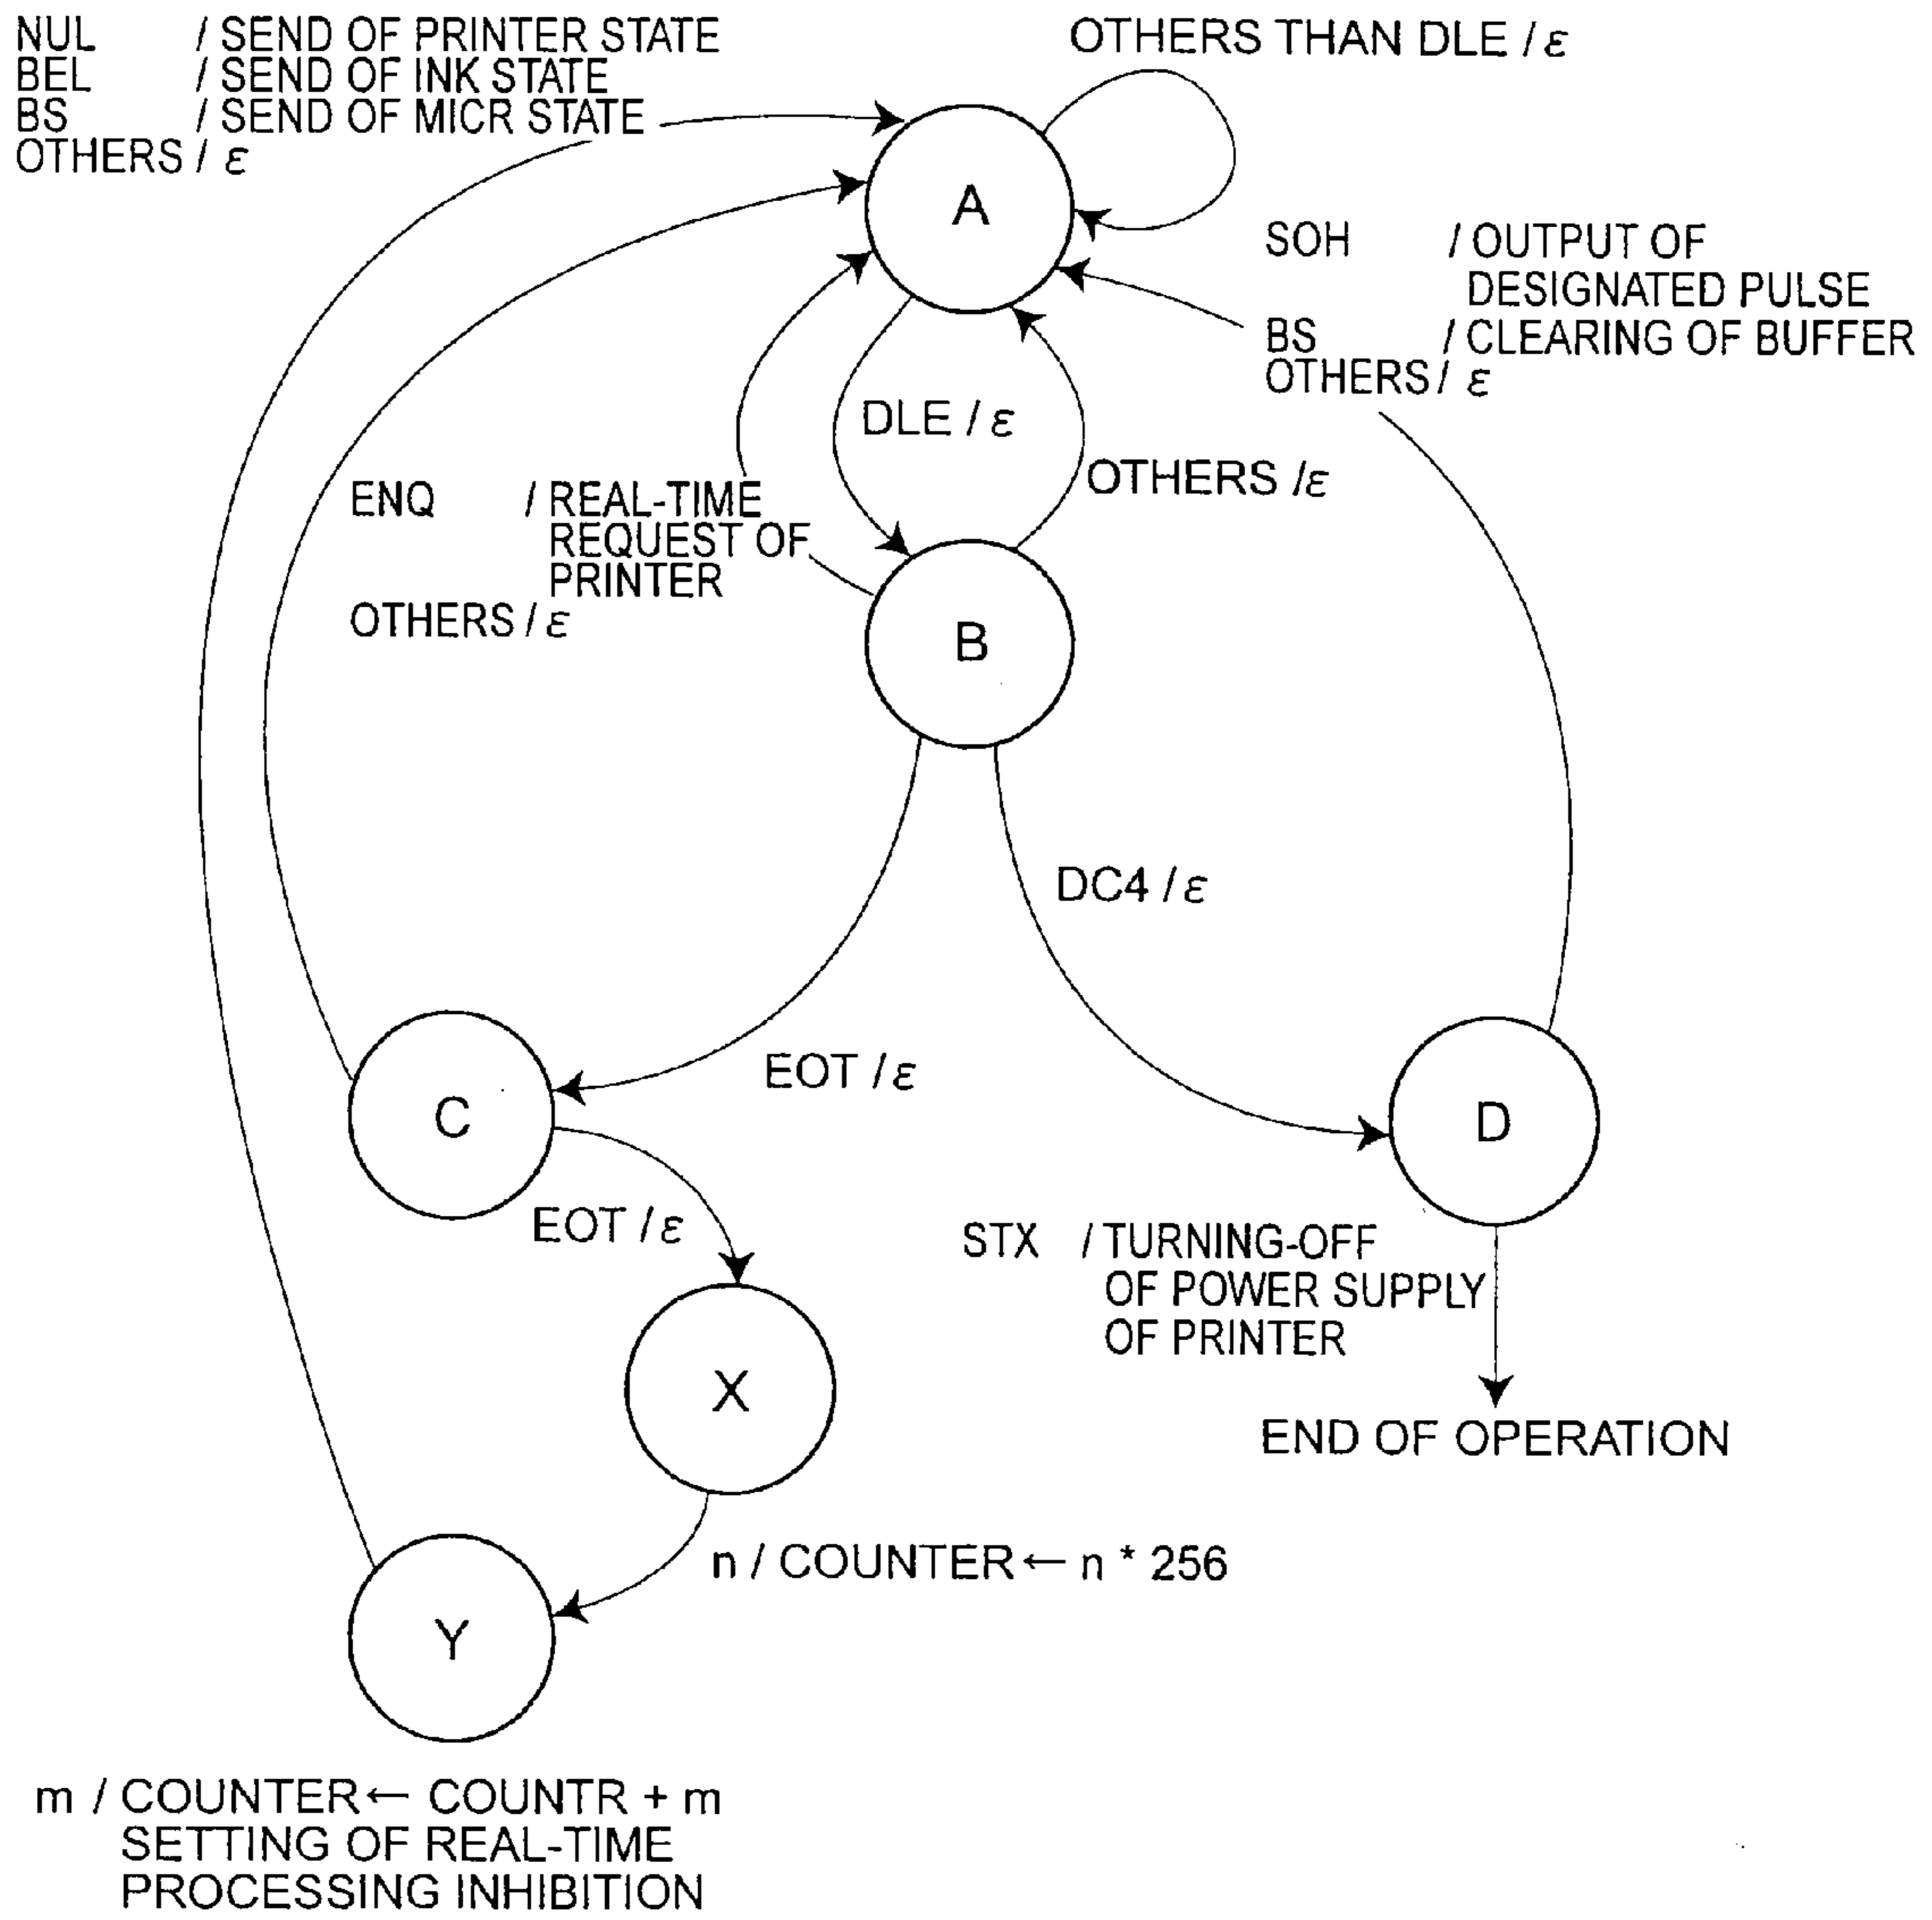 NUL / SEND OF PRINTER STATE
BEL / SEND OF INK STATE
BS / SEND OF MICR STATE
OTHERS / ε
OTHERS THAN DLE / ε
A
SOH / OUTPUT OF
DESIGNATED PULSE
BS / CLEARING OF BUFFER
OTHERS / ε
DLE / ε
OTHERS /ε
ENQ / REAL-TIME
REQUEST OF
PRINTER
OTHERS / ε
B
DC4 / ε
EOT / ε
C
D
EOT / ε
STX / TURNING-OFF
OF POWER SUPPLY
OF PRINTER
X
END OF OPERATION
n / COUNTER← n * 256
Y
m / COUNTER← COUNTR + m
SETTING OF REAL-TIME
PROCESSING INHIBITION